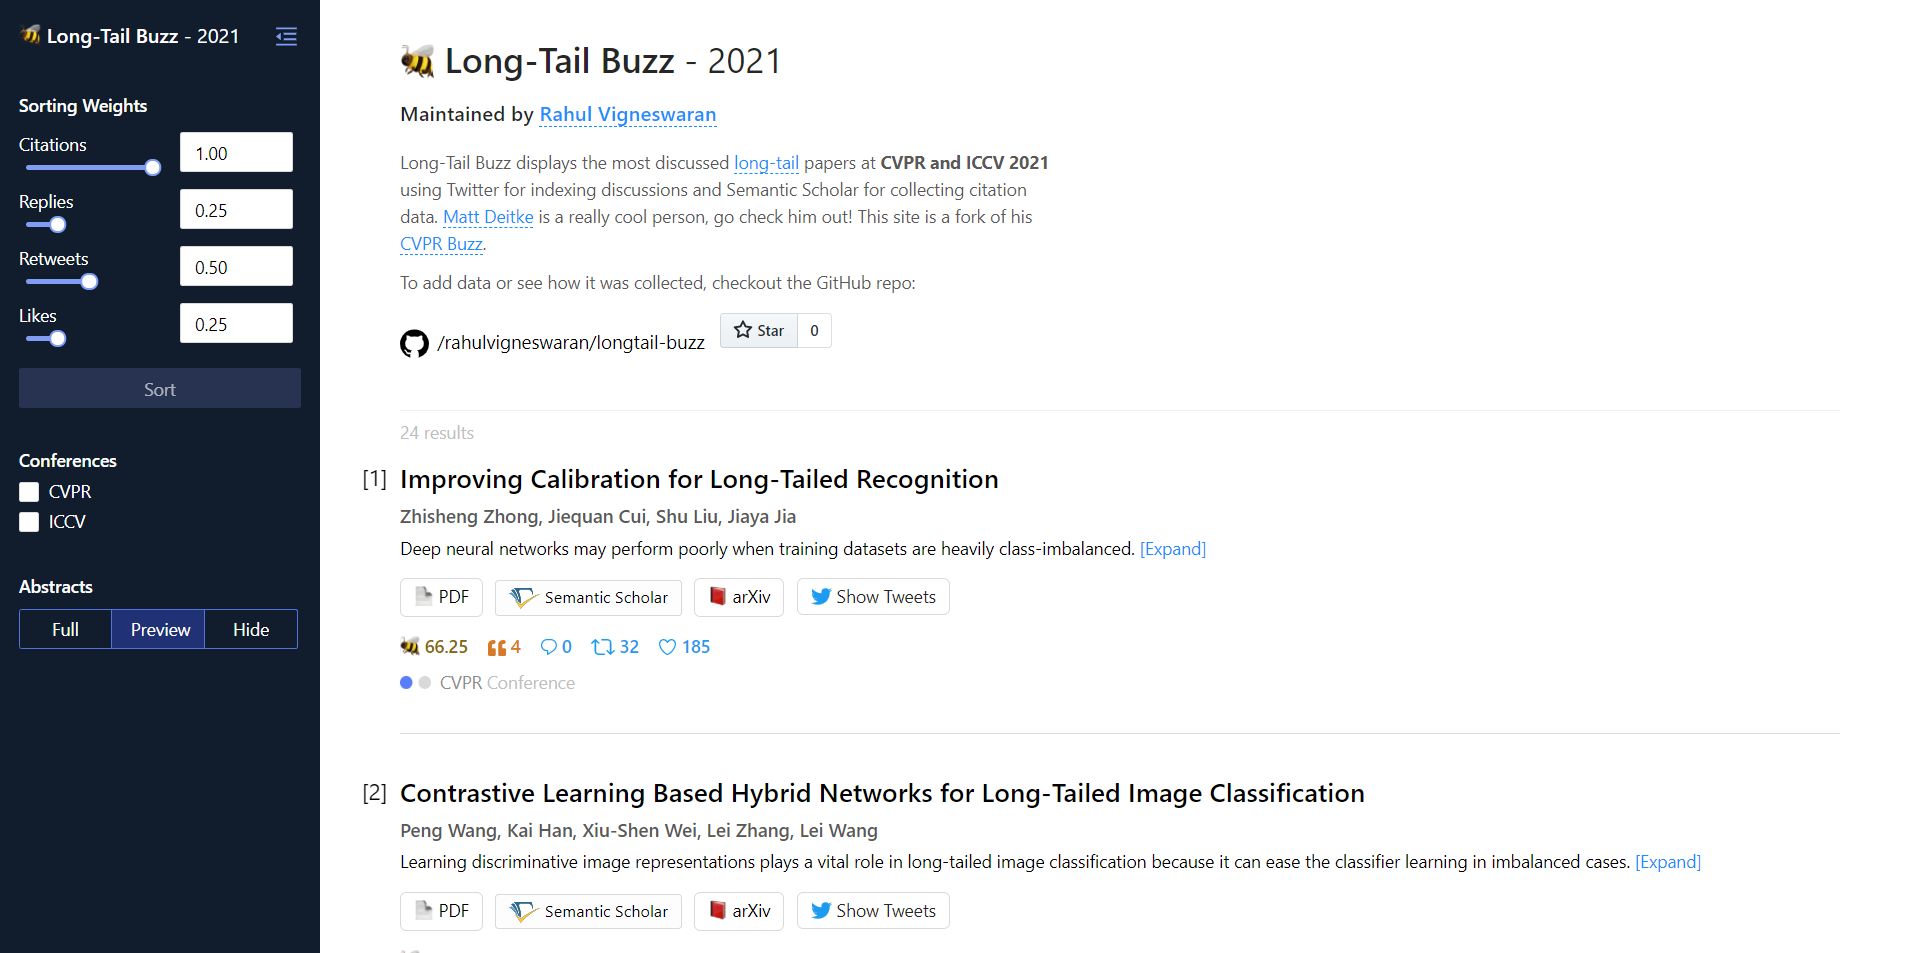 Long-Tail Buzz - 2021
Sorting Weights
Citations
1.00
Replies
0.25
Retweets
0.50
Likes
0.25
Sort
Conferences
CVPR
ICCV
Abstracts
Full Preview Hide
Long-Tail Buzz - 2021
Maintained by Rahul Vigneswaran
Long-Tail Buzz displays the most discussed long-tail papers at CVPR and ICCV 2021
using Twitter for indexing discussions and Semantic Scholar for collecting citation
data. Matt Deitke is a really cool person, go check him out! This site is a fork of his
CVPR Buzz.
To add data or see how it was collected, checkout the GitHub repo:
/rahulvigneswaran/longtail-buzz Star 0
24 results
[1] Improving Calibration for Long-Tailed Recognition
Zhisheng Zhong, Jiequan Cui, Shu Liu, Jiaya Jia
Deep neural networks may perform poorly when training datasets are heavily class-imbalanced. [Expand]
PDF Semantic Scholar arXiv Show Tweets
66.25 4 0 32 185
CVPR Conference
[2] Contrastive Learning Based Hybrid Networks for Long-Tailed Image Classification
Peng Wang, Kai Han, Xiu-Shen Wei, Lei Zhang, Lei Wang
Learning discriminative image representations plays a vital role in long-tailed image classification because it can ease the classifier learning in imbalanced cases. [Expand]
PDF Semantic Scholar arXiv Show Tweets